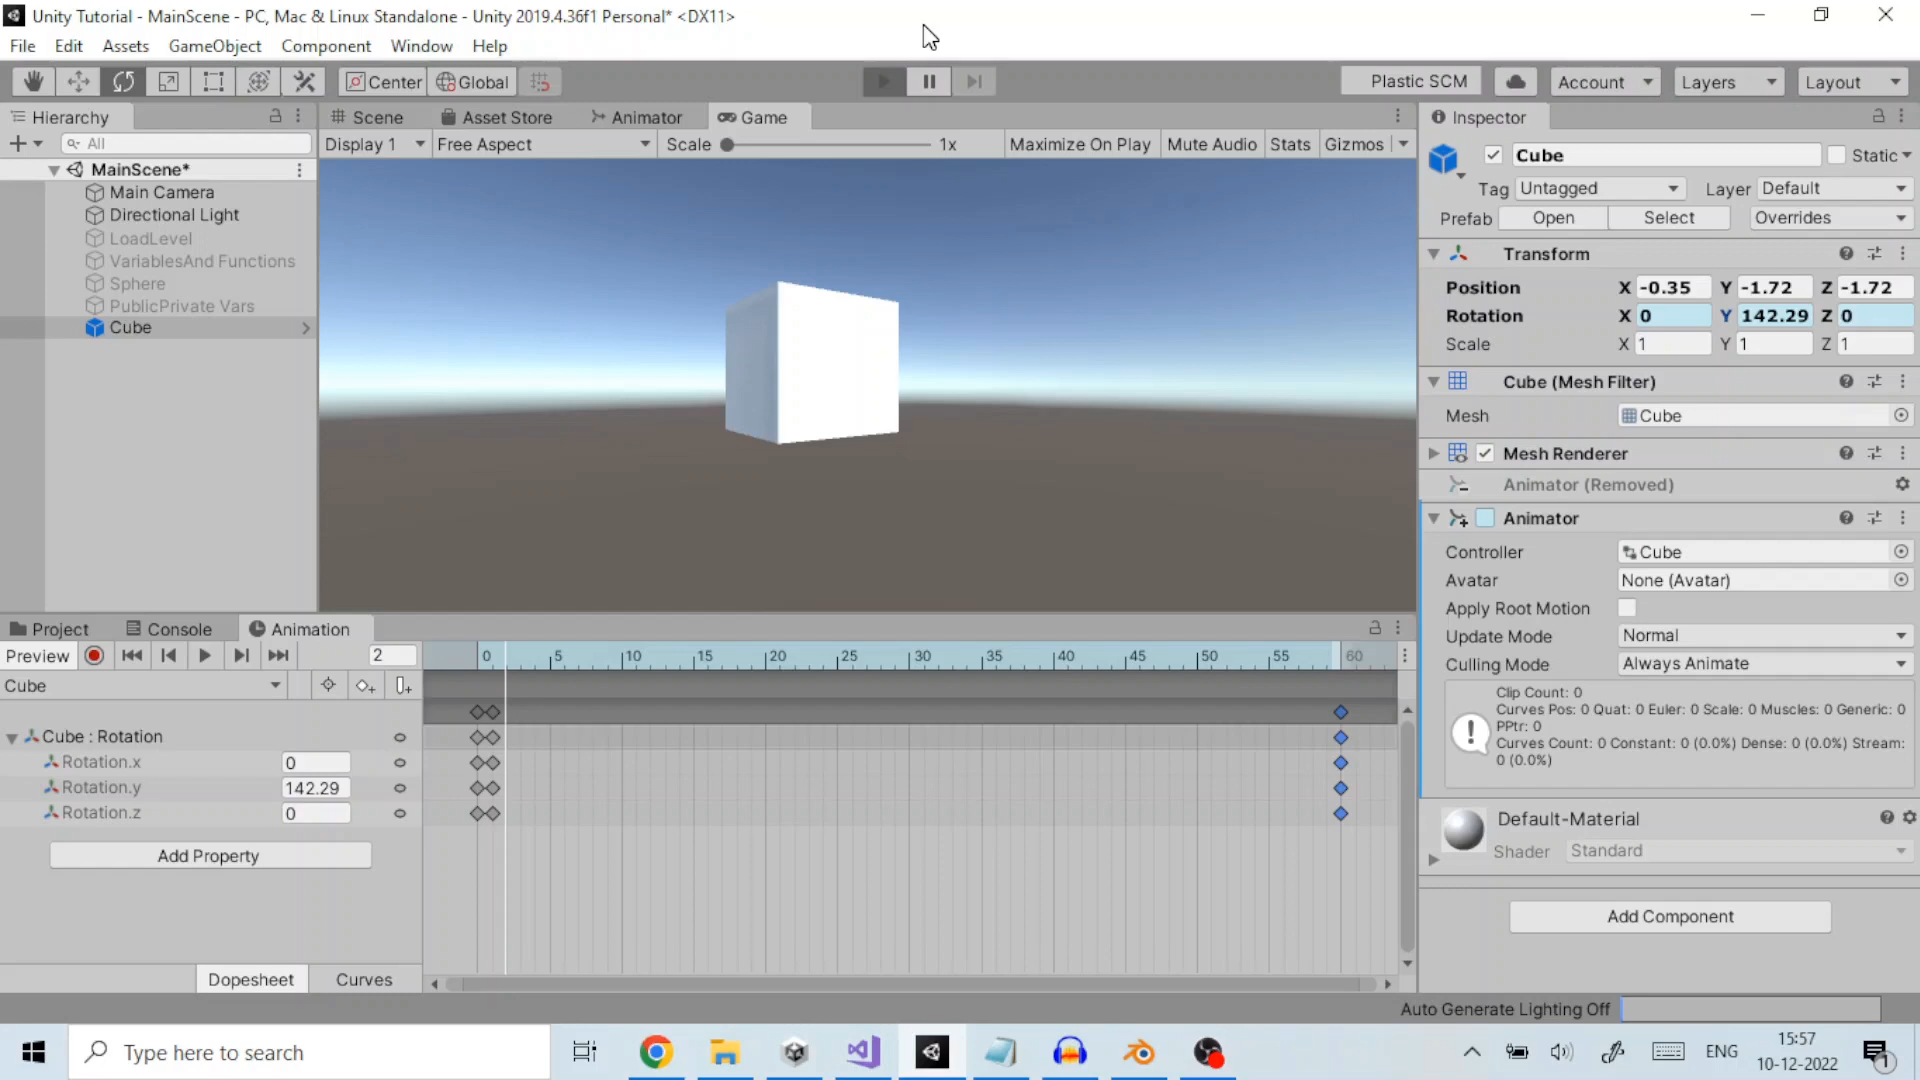 Unity Tutorial - MainScene - PC, Mac & Linux Standalone - Unity 2019.4.36f1 Personal* <DX11>
File Edit Assets GameObject Component Window Help
Center Global Plastic SCM Account Layers Layout
Hierarchy
All
MainScene*
Main Camera
Directional Light
LoadLevel
VariablesAnd Functions
Sphere
PublicPrivate Vars
Cube
Scene Asset Store Animator Game
Display 1 Free Aspect Scale 1x Maximize On Play Mute Audio Stats Gizmos
Inspector
Cube Static
Tag Untagged Layer Default
Prefab Open Select Overrides
Transform
Position X -0.35 Y -1.72 Z -1.72
Rotation X 0 Y 142.29 Z 0
Scale X 1 Y 1 Z 1
Cube (Mesh Filter)
Mesh Cube
Mesh Renderer
Animator (Removed)
Animator
Controller Cube
Avatar None (Avatar)
Apply Root Motion
Update Mode Normal
Culling Mode Always Animate
Clip Count: 0
Curves Pos: 0 Quat: 0 Euler: 0 Scale: 0 Muscles: 0 Generic: 0
PPtr: 0
Curves Count: 0 Constant: 0 (0.0%) Dense: 0 (0.0%) Stream:
0 (0.0%)
Default-Material
Shader Standard
Add Component
Project Console Animation
Preview 2 0 5 10 15 20 25 30 35 40 45 50 55 60
Cube
Cube : Rotation
Rotation.x 0
Rotation.y 142.29
Rotation.z 0
Add Property
Dopesheet Curves
Auto Generate Lighting Off
Type here to search
ENG
15:57
10-12-2022
1